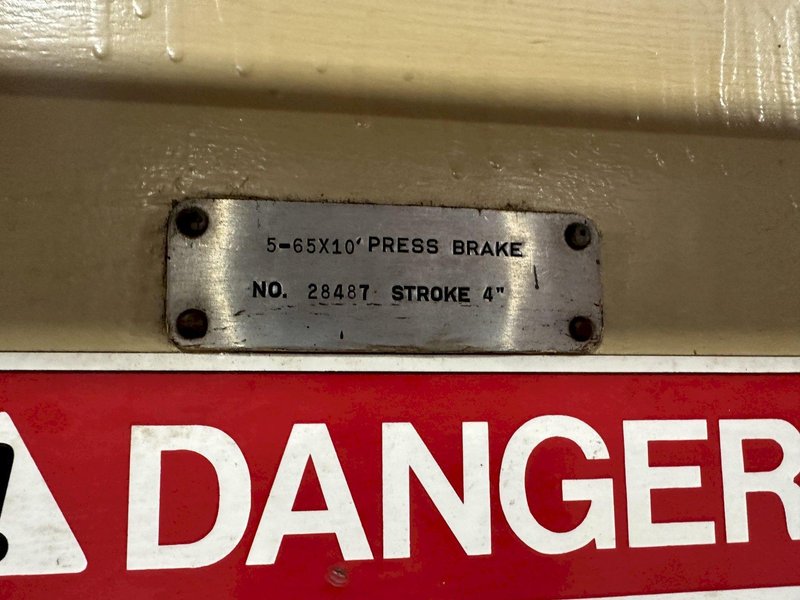 5-65X10' PRESS BRAKE
NO. 28487 STROKE 4"
DANGER